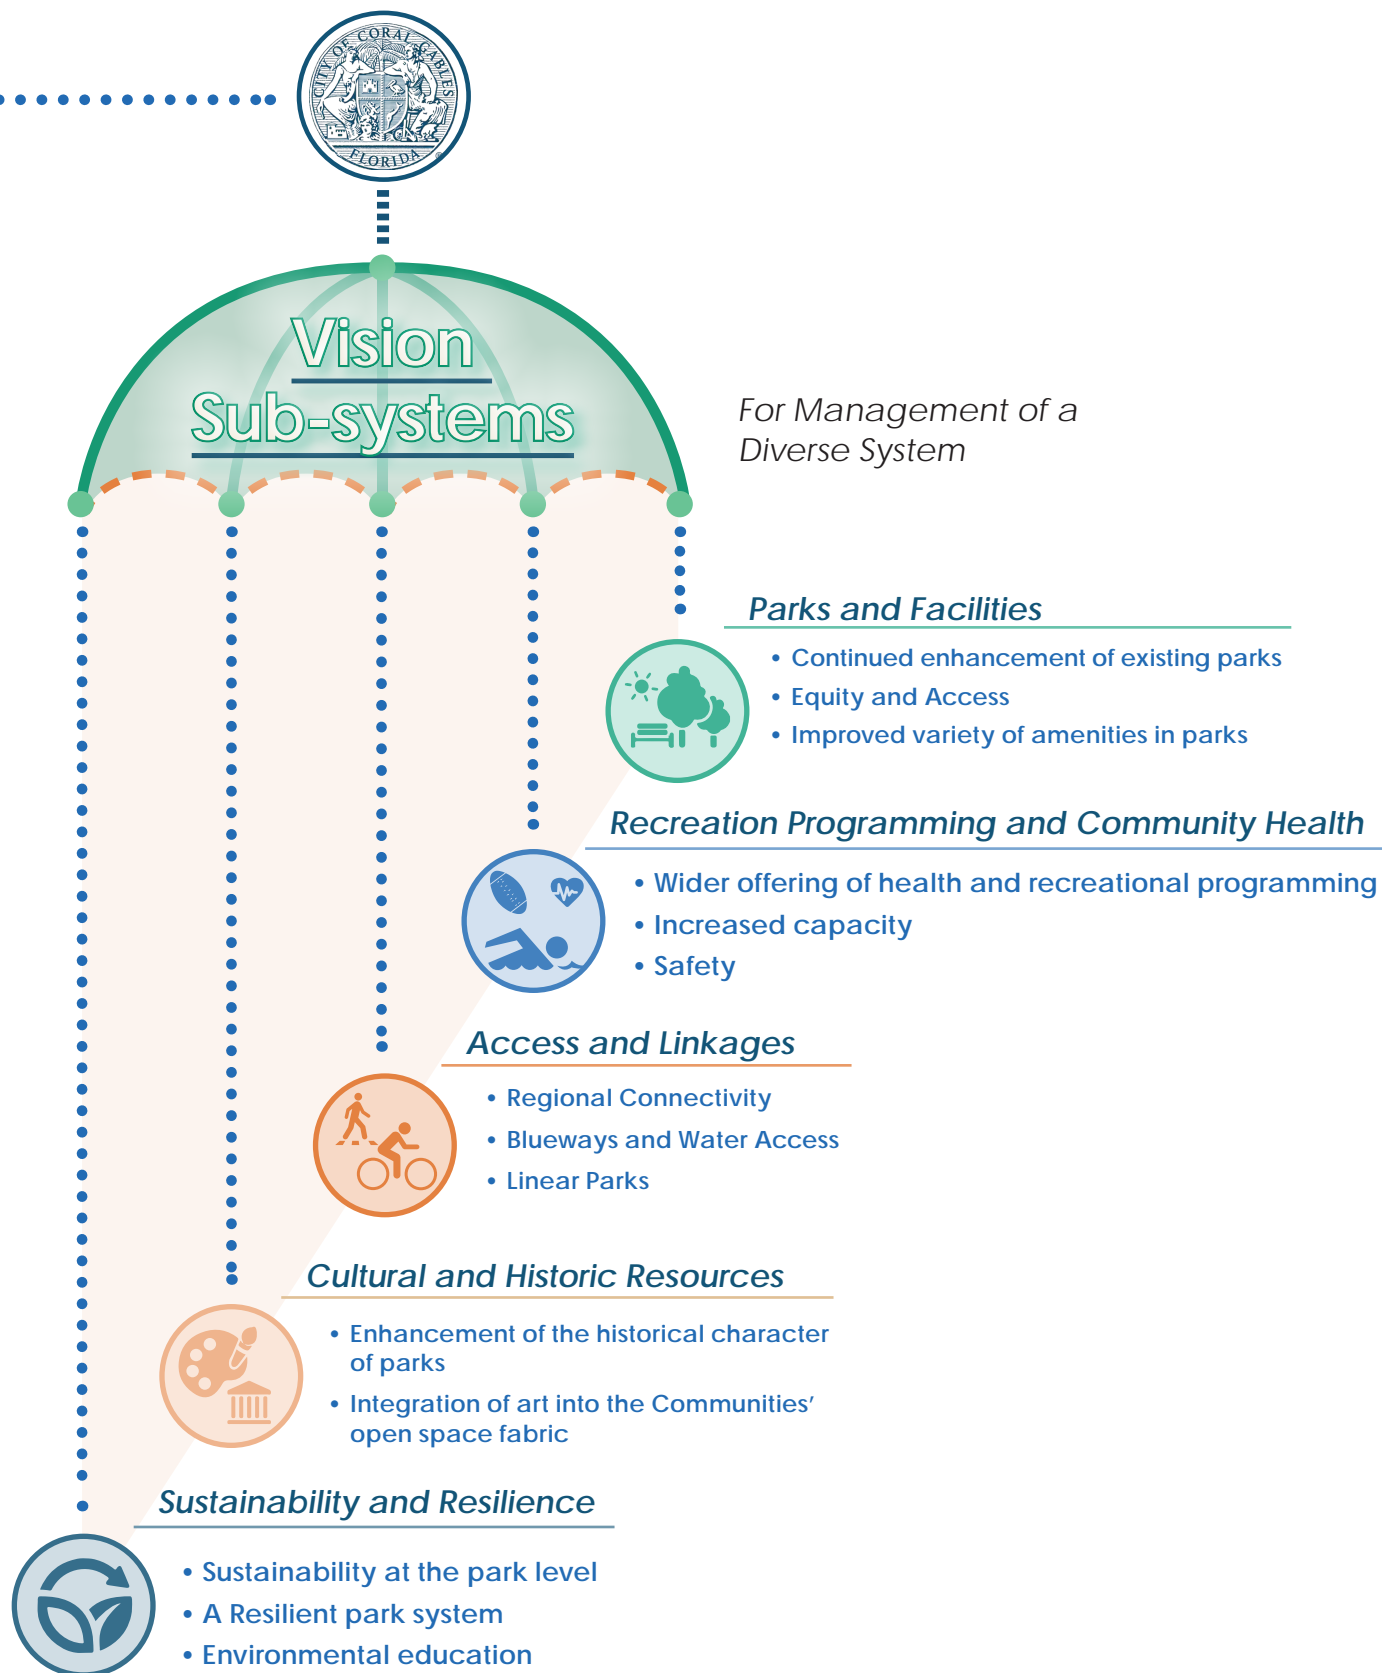 CITY OF CORAL GABLES
FLORIDA
®
Vision
Sub-systems
For Management of a
Diverse System
Parks and Facilities
• Continued enhancement of existing parks
• Equity and Access
• Improved variety of amenities in parks
Recreation Programming and Community Health
• Wider offering of health and recreational programming
• Increased capacity
• Safety
Access and Linkages
• Regional Connectivity
• Blueways and Water Access
• Linear Parks
Cultural and Historic Resources
• Enhancement of the historical character
of parks
• Integration of art into the Communities’
open space fabric
Sustainability and Resilience
• Sustainability at the park level
• A Resilient park system
• Environmental education